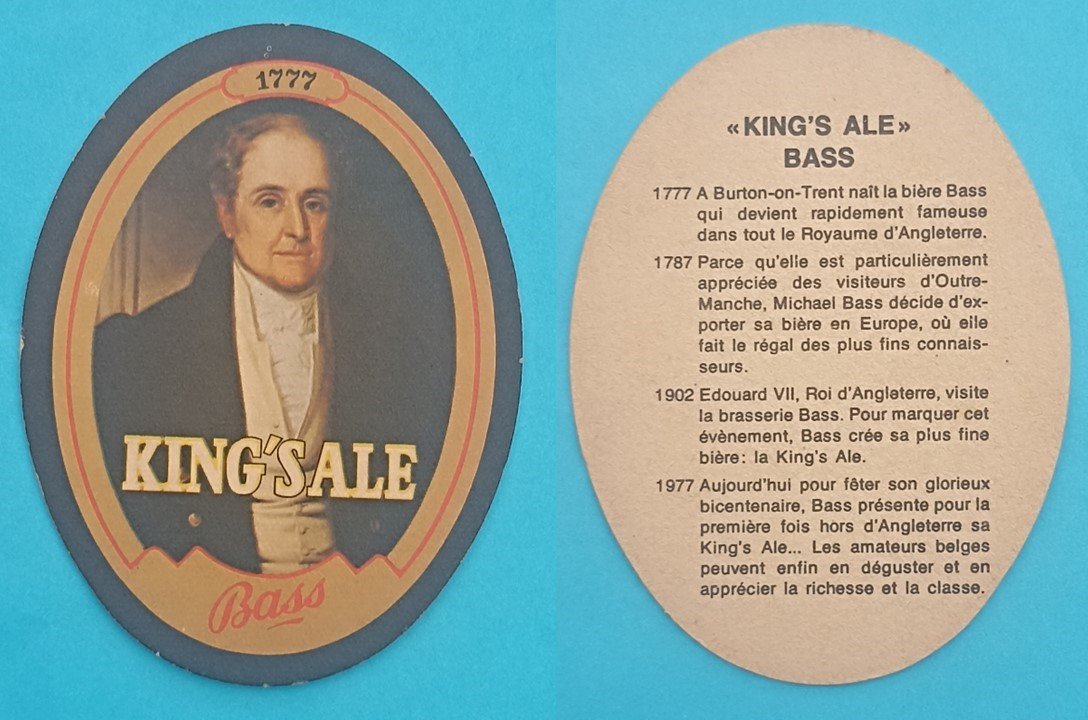 1777
KING'S ALE
Bass
«KING'S ALE»
BASS
1777 A Burton-on-Trent naît la bière Bass
qui devient rapidement fameuse
dans tout le Royaume d'Angleterre.
1787 Parce qu'elle est particulièrement
appréciée des visiteurs d'Outre-
Manche, Michael Bass décide d'ex-
porter sa bière en Europe, où elle
fait le régal des plus fins connais-
seurs.
1902 Edouard VII, Roi d'Angleterre, visite
la brasserie Bass. Pour marquer cet
évènement, Bass crée sa plus fine
bière: la King's Ale.
1977 Aujourd'hui pour fêter son glorieux
bicentenaire, Bass présente pour la
première fois hors d'Angleterre sa
King's Ale... Les amateurs belges
peuvent enfin en déguster et en
apprécier la richesse et la classe.